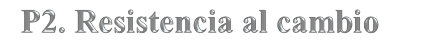 P2. Resistencia al cambio